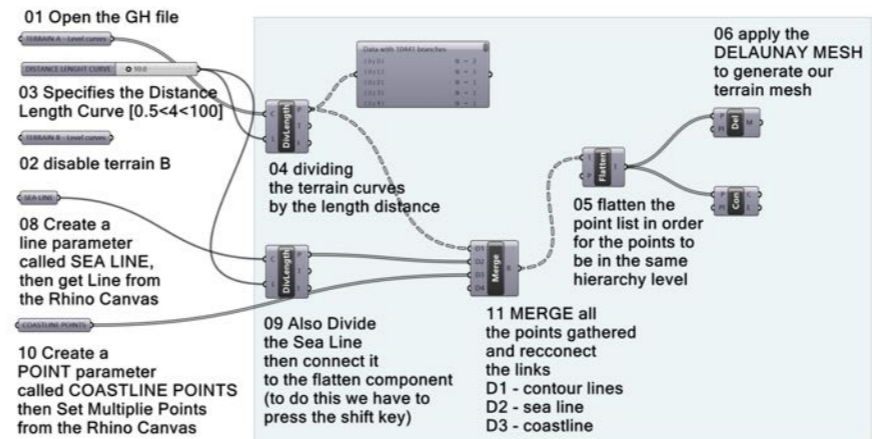 01 Open the GH file
TERRAIN A - Level curves
DISTANCE LENGHT CURVE
10.0
03 Specifies the Distance
Length Curve [0.5<4<100]
TERRAIN B - Level curves
02 disable terrain B
SEA LINE
08 Create a
line parameter
called SEA LINE,
then get Line from
the Rhino Canvas
COASTLINE POINTS
10 Create a
POINT parameter
called COASTLINE POINTS
then Set Multiplie Points
from the Rhino Canvas
Data with 10441 branches
C
L
DivLength
P
T
t
04 dividing
the terrain curves
by the length distance
C
L
DivLength
P
T
t
09 Also Divide
the Sea Line
then connect it
to the flatten component
(to do this we have to
press the shift key)
D1
D2
D3
D4
Merge
R
11 MERGE all
the points gathered
and recconect
the links
D1 - contour lines
D2 - sea line
D3 - coastline
T
P
Flatten
T
05 flatten the
point list in order
for the points to
be in the same
hierarchy level
06 apply the
DELAUNAY MESH
to generate our
terrain mesh
P
Pl
Del
M
P
Pl
Con
C
E